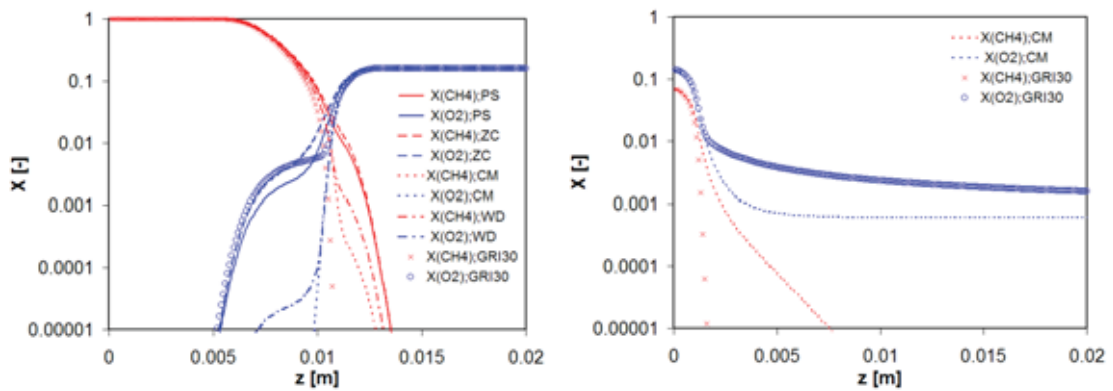 1
0.1
0.01
0.001
0.0001
0.00001
X [-]
X(CH4);PS
X(O2);PS
X(CH4);ZC
X(O2);ZC
X(CH4);CM
X(O2);CM
X(CH4);WD
X(O2);WD
X(CH4);GRI30
X(O2);GRI30
0 0.005 0.01 0.015 0.02
z [m]
1
0.1
0.01
0.001
0.0001
0.00001
X [-]
X(CH4);CM
X(O2);CM
X(CH4);GRI30
X(O2);GRI30
0 0.005 0.01 0.015 0.02
z [m]